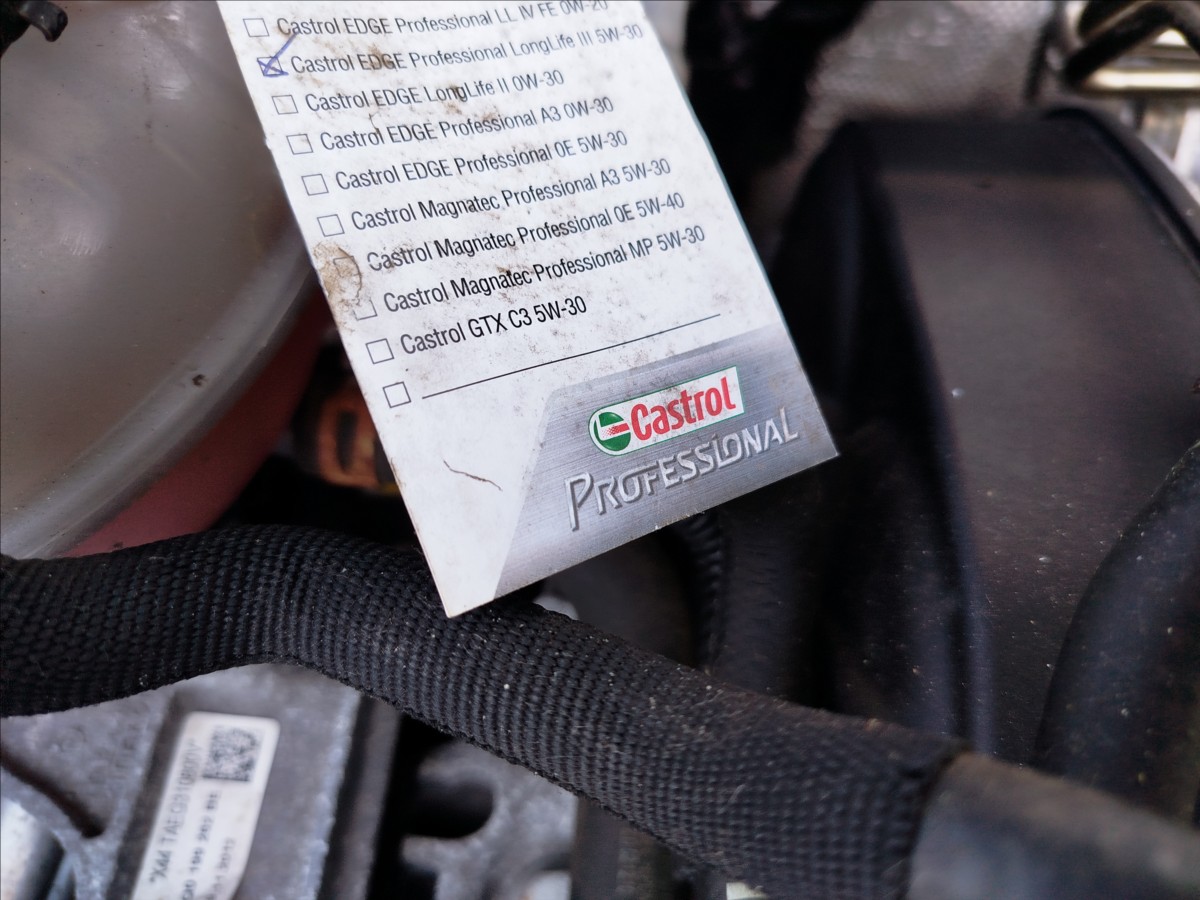 Castrol EDGE Professional LL IV FE 0W-20
Castrol EDGE Professional LongLife III 5W-30
Castrol EDGE LongLife II 0W-30
Castrol EDGE Professional A3 0W-30
Castrol EDGE Professional OE 5W-30
Castrol Magnatec Professional A3 5W-30
Castrol Magnatec Professional OE 5W-40
Castrol Magnatec Professional MP 5W-30
Castrol GTX C3 5W-30
Castrol
PROFESSIONAL